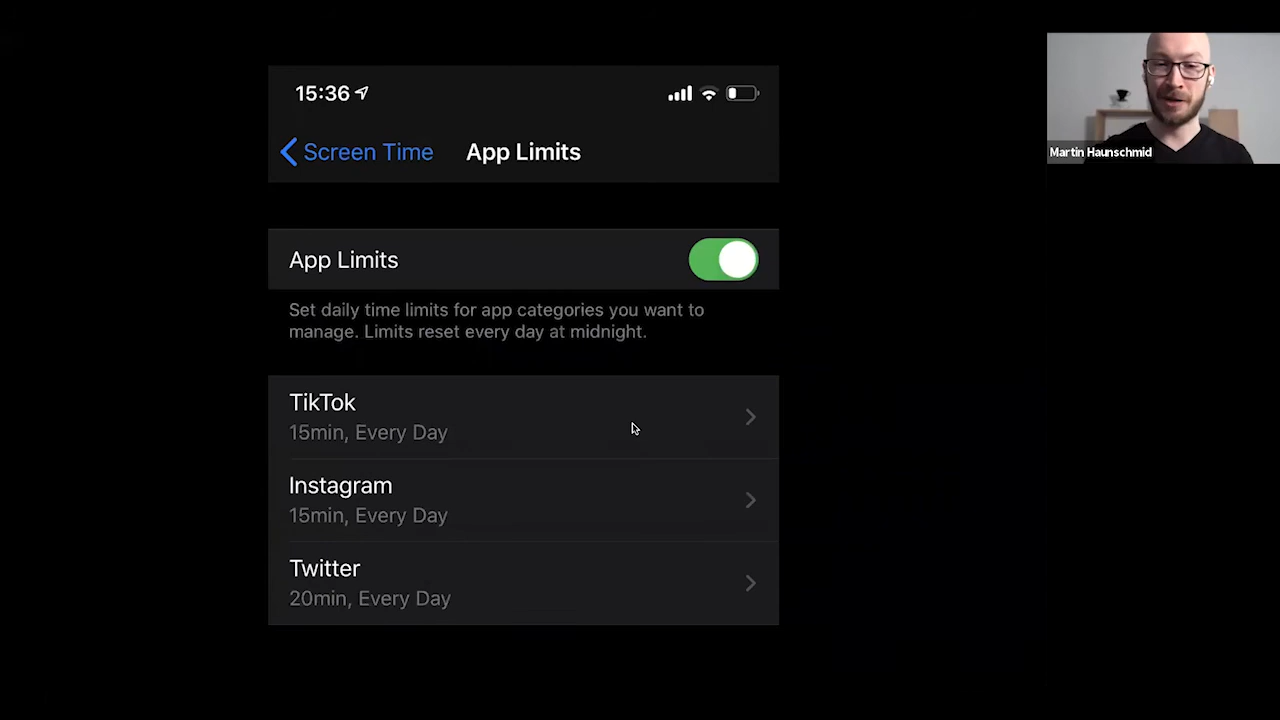 15:36
Screen Time
App Limits
App Limits
Set daily time limits for app categories you want to
manage. Limits reset every day at midnight.
TikTok
15min, Every Day
Instagram
15min, Every Day
Twitter
20min, Every Day
Martin Haunschmid